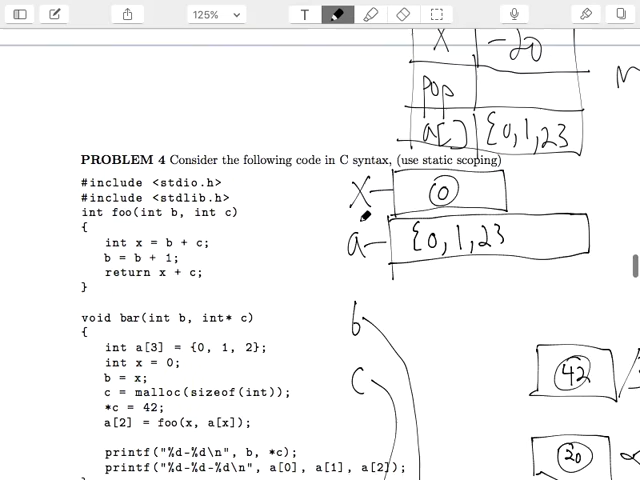 125%
T
X -20
pop
a[] {0,1,2}
PROBLEM 4 Consider the following code in C syntax, (use static scoping)
#include <stdio.h>
#include <stdlib.h>
int foo(int b, int c)
{
int x = b + c;
b = b + 1;
return x + c;
}
X 0
a {0,1,2}
void bar(int b, int* c)
{
int a[3] = {0, 1, 2};
int x = 0;
b = x;
c = malloc(sizeof(int));
*c = 42;
a[2] = foo(x, a[x]);
printf("%d-%d\n", b, *c);
printf("%d-%d-%d\n", a[0], a[1], a[2]);
b
c
42
20